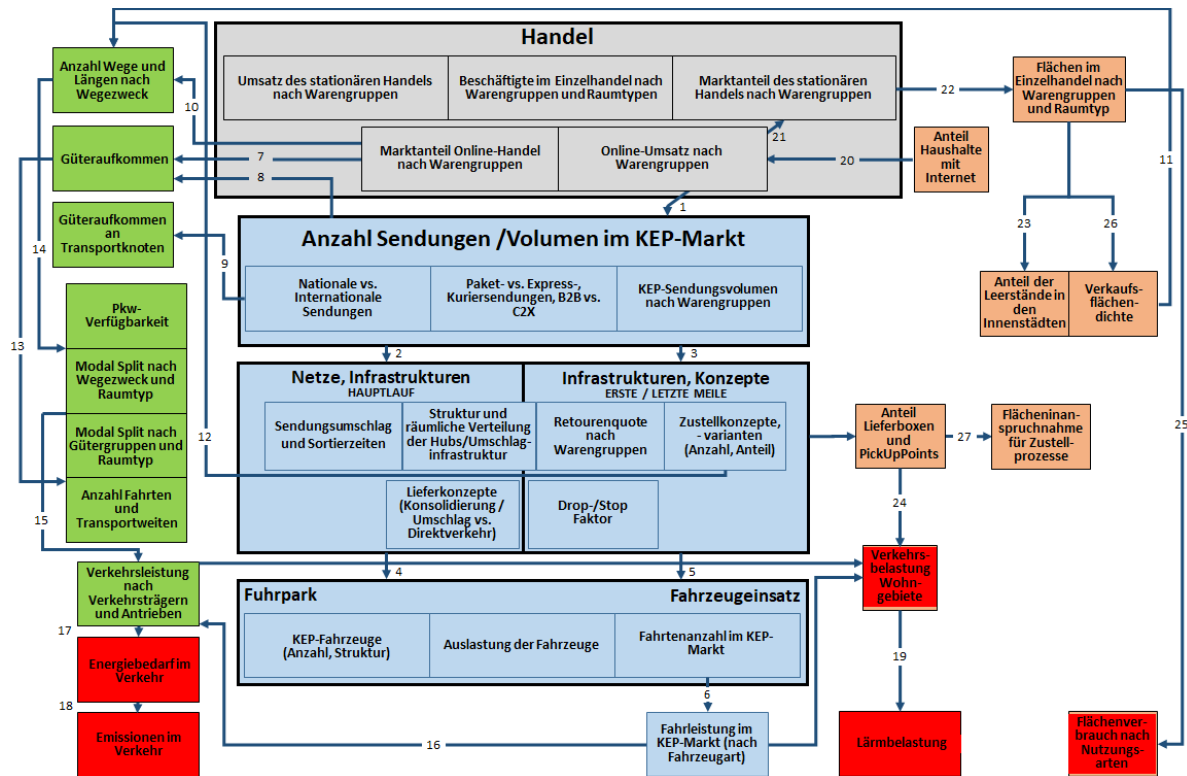 Handel
Umsatz des stationären Handels
nach Warengruppen
Beschäftigte im Einzelhandel nach
Warengruppen und Raumtypen
Marktanteil des stationären
Handels nach Warengruppen
Marktanteil Online-Handel
nach Warengruppen
Online-Umsatz nach
Warengruppen
Anzahl Wege und
Längen nach
Wegezweck
Güteraufkommen
Güteraufkommen
an
Transportknoten
10
7
8
9
14
13
12
15
21
20
22
1
11
Flächen im
Einzelhandel nach
Warengruppen
und Raumtyp
Anteil
Haushalte
mit
Internet
23
26
25
Anteil der
Leerstände in
den
Innenstädten
Verkaufs-
flächen-
dichte
Anzahl Sendungen /Volumen im KEP-Markt
Nationale vs.
Internationale
Sendungen
Paket- vs. Express-,
Kuriersendungen, B2B vs.
C2X
KEP-Sendungsvolumen
nach Warengruppen
2
3
Pkw-
Verfügbarkeit
Modal Split nach
Wegezweck und
Raumtyp
Modal Split nach
Gütergruppen und
Raumtyp
Anzahl Fahrten
und
Transportweiten
Netze, Infrastrukturen
HAUPTLAUF
Sendungsumschlag
und Sortierzeiten
Struktur und
räumliche Verteilung
der Hubs/Umschlag-
infrastruktur
Lieferkonzepte
(Konsolidierung /
Umschlag vs.
Direktverkehr)
Infrastrukturen, Konzepte
ERSTE / LETZTE MEILE
Retourenquote
nach
Warengruppen
Zustellkonzepte,
- varianten
(Anzahl, Anteil)
Drop-/Stop
Faktor
Anteil
Lieferboxen
und
PickUpPoints
27
Flächeninan-
spruchnahme
für Zustell-
prozesse
24
4
5
Verkehrsleistung
nach
Verkehrsträgern
und Antrieben
17
Energiebedarf im
Verkehr
18
Emissionen im
Verkehr
Fuhrpark
Fahrzeugeinsatz
KEP-Fahrzeuge
(Anzahl, Struktur)
Auslastung der Fahrzeuge
Fahrtenanzahl im KEP-
Markt
6
16
Fahrleistung im
KEP-Markt (nach
Fahrzeugart)
Verkehrs-
belastung
Wohn-
gebiete
19
Lärmbelastung
Flächenver-
brauch nach
Nutzungs-
arten